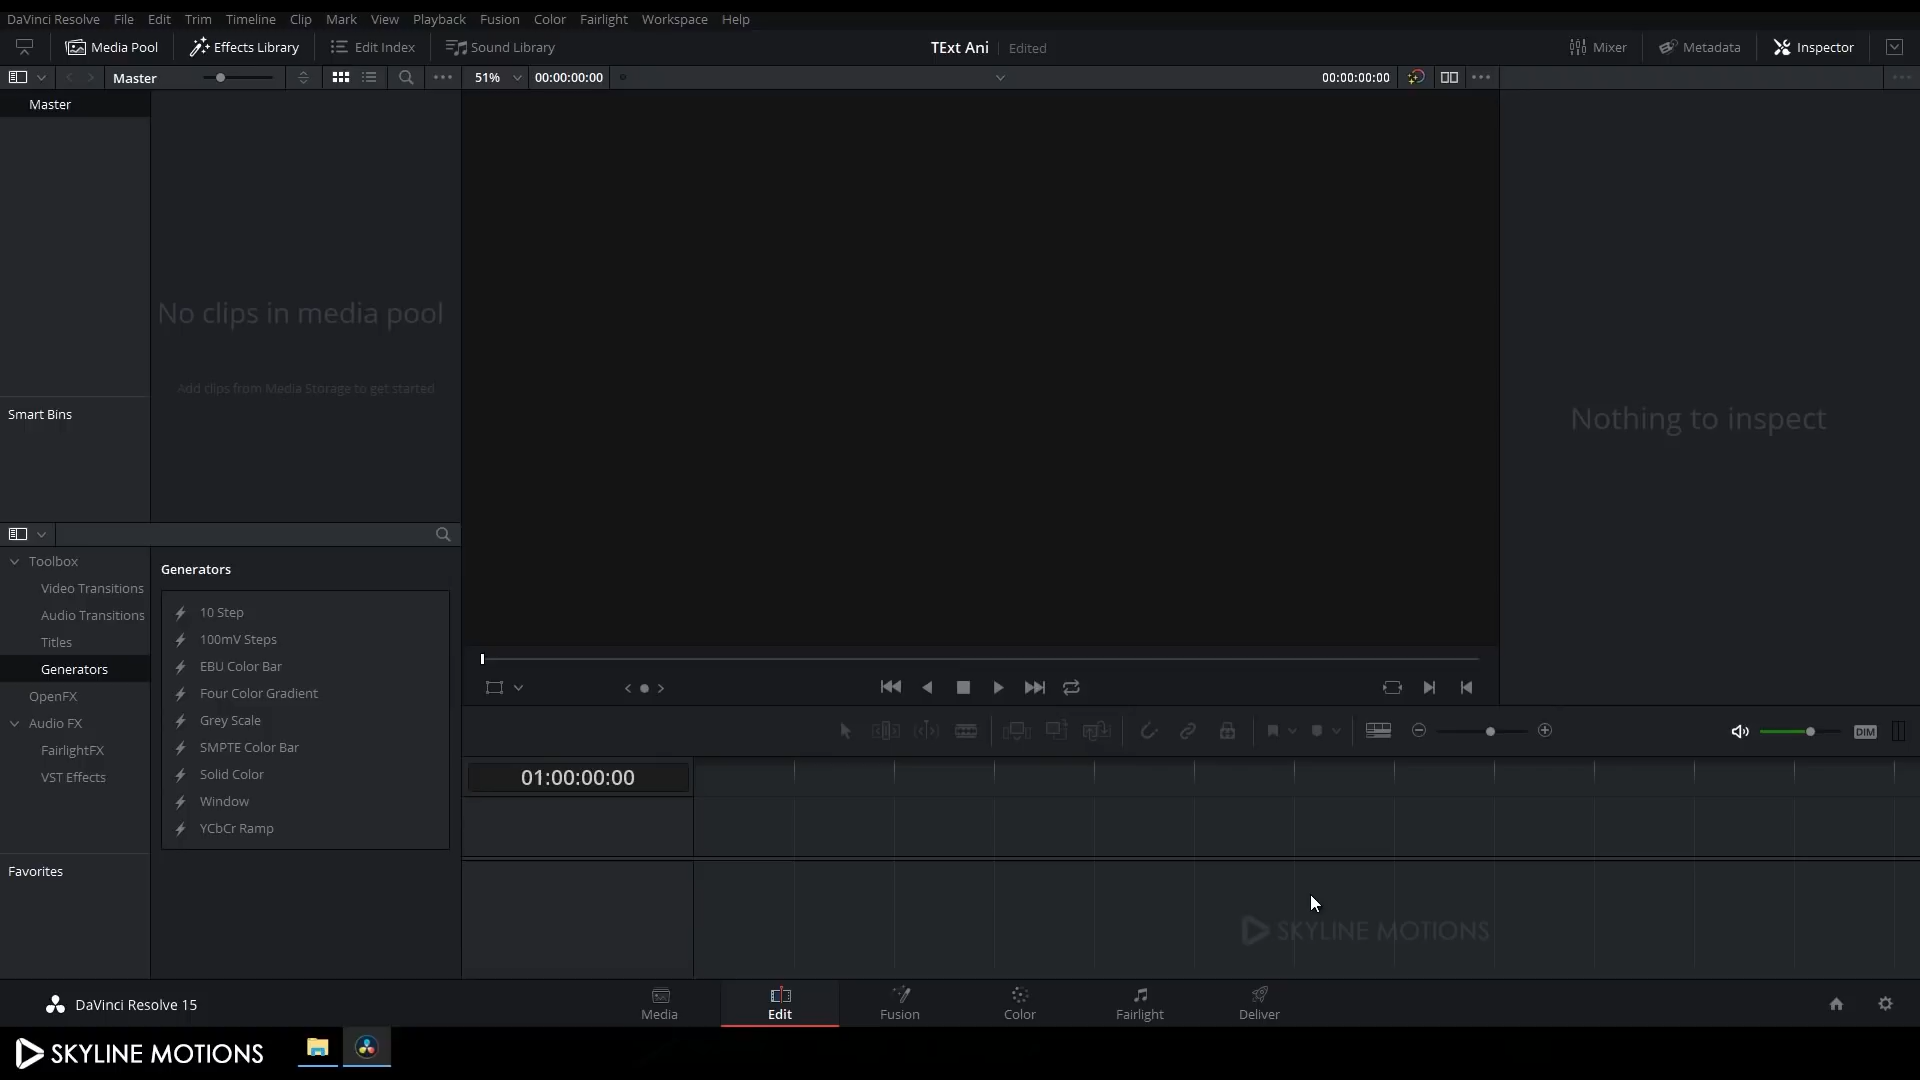 DaVinci Resolve File Edit Trim Timeline Clip Mark View Playback Fusion Color Fairlight Workspace Help
Media Pool Effects Library Edit Index Sound Library TExt Ani Edited Mixer Metadata Inspector
Master 51% 00:00:00:00 00:00:00:00
Master
No clips in media pool
Add clips from Media Storage to get started
Smart Bins
Nothing to inspect
Toolbox
Video Transitions
Audio Transitions
Titles
Generators
OpenFX
Audio FX
FairlightFX
VST Effects
Favorites
Generators
10 Step
100mV Steps
EBU Color Bar
Four Color Gradient
Grey Scale
SMPTE Color Bar
Solid Color
Window
YCbCr Ramp
DIM
01:00:00:00
SKYLINE MOTIONS
DaVinci Resolve 15
Media Edit Fusion Color Fairlight Deliver
SKYLINE MOTIONS